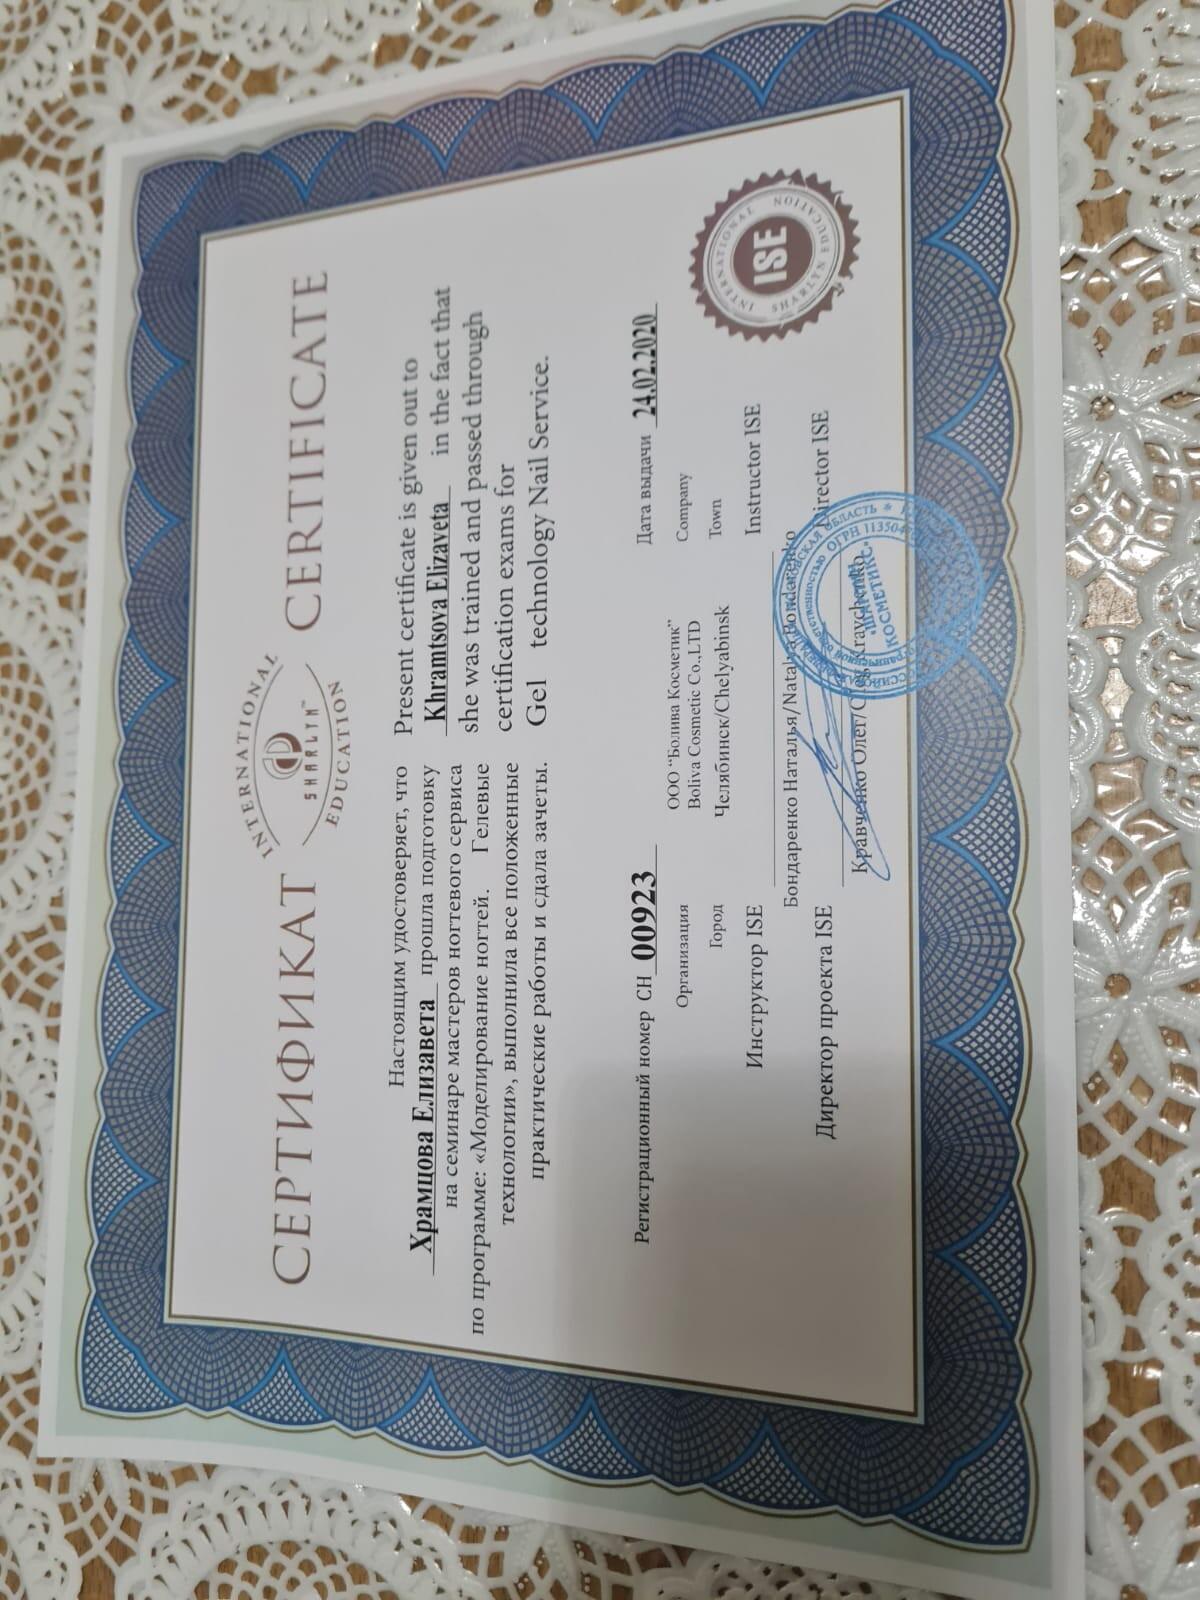 СЕРТИФИКАТ
INTERNATIONAL
SHARLYN™
EDUCATION
CERTIFICATE
Настоящим удостоверяет, что
Храмцова Елизавета прошла подготовку
на семинаре мастеров ногтевого сервиса
по программе: «Моделирование ногтей. Гелевые
технологии», выполнила все положенные
практические работы и сдала зачеты.
Present certificate is given out to
Khramtsova Elizaveta in the fact that
she was trained and passed through
certification exams for
Gel technology Nail Service.
Регистрационный номер СН 00923
Дата выдачи 24.02.2020
Организация
ООО “Болива Косметик”
Boliva Cosmetic Co.,LTD
Company
Город
Челябинск/Chelyabinsk
Town
Инструктор ISE
Instructor ISE
Бондаренко Наталья/Natalya Bondarenko
Директор проекта ISE
Director ISE
Кравченко Олег/Oleg Kravchenko
INTERNATIONAL
ISE
SHARLYN EDUCATION
ОБЛАСТЬ
ОГРН 113504
КОСМЕТИКС"